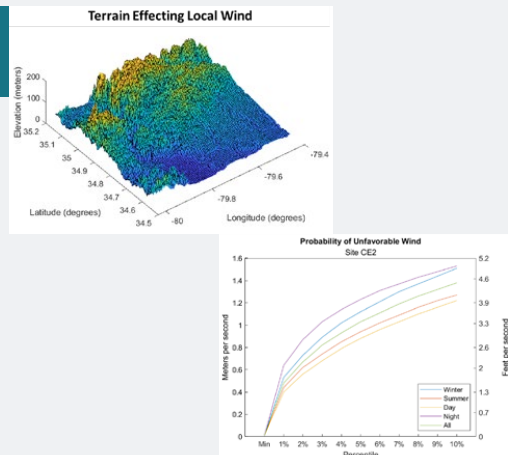 Terrain Effecting Local Wind
Elevation (meters)
200
100
0
35.2
35.1
35
34.9
34.8
34.7
34.6
34.5
Latitude (degrees)
-80
-79.8
-79.6
-79.4
Longitude (degrees)
Probability of Unfavorable Wind
Site CE2
Meters per second
1.6
1.4
1.2
1
0.8
0.6
0.4
0.2
0
5.2
4.6
3.9
3.3
2.6
2
1.3
0.7
0
Feet per second
Winter
Summer
Day
Night
All
Min 1% 2% 3% 4% 5% 6% 7% 8% 9% 10%
Percentile